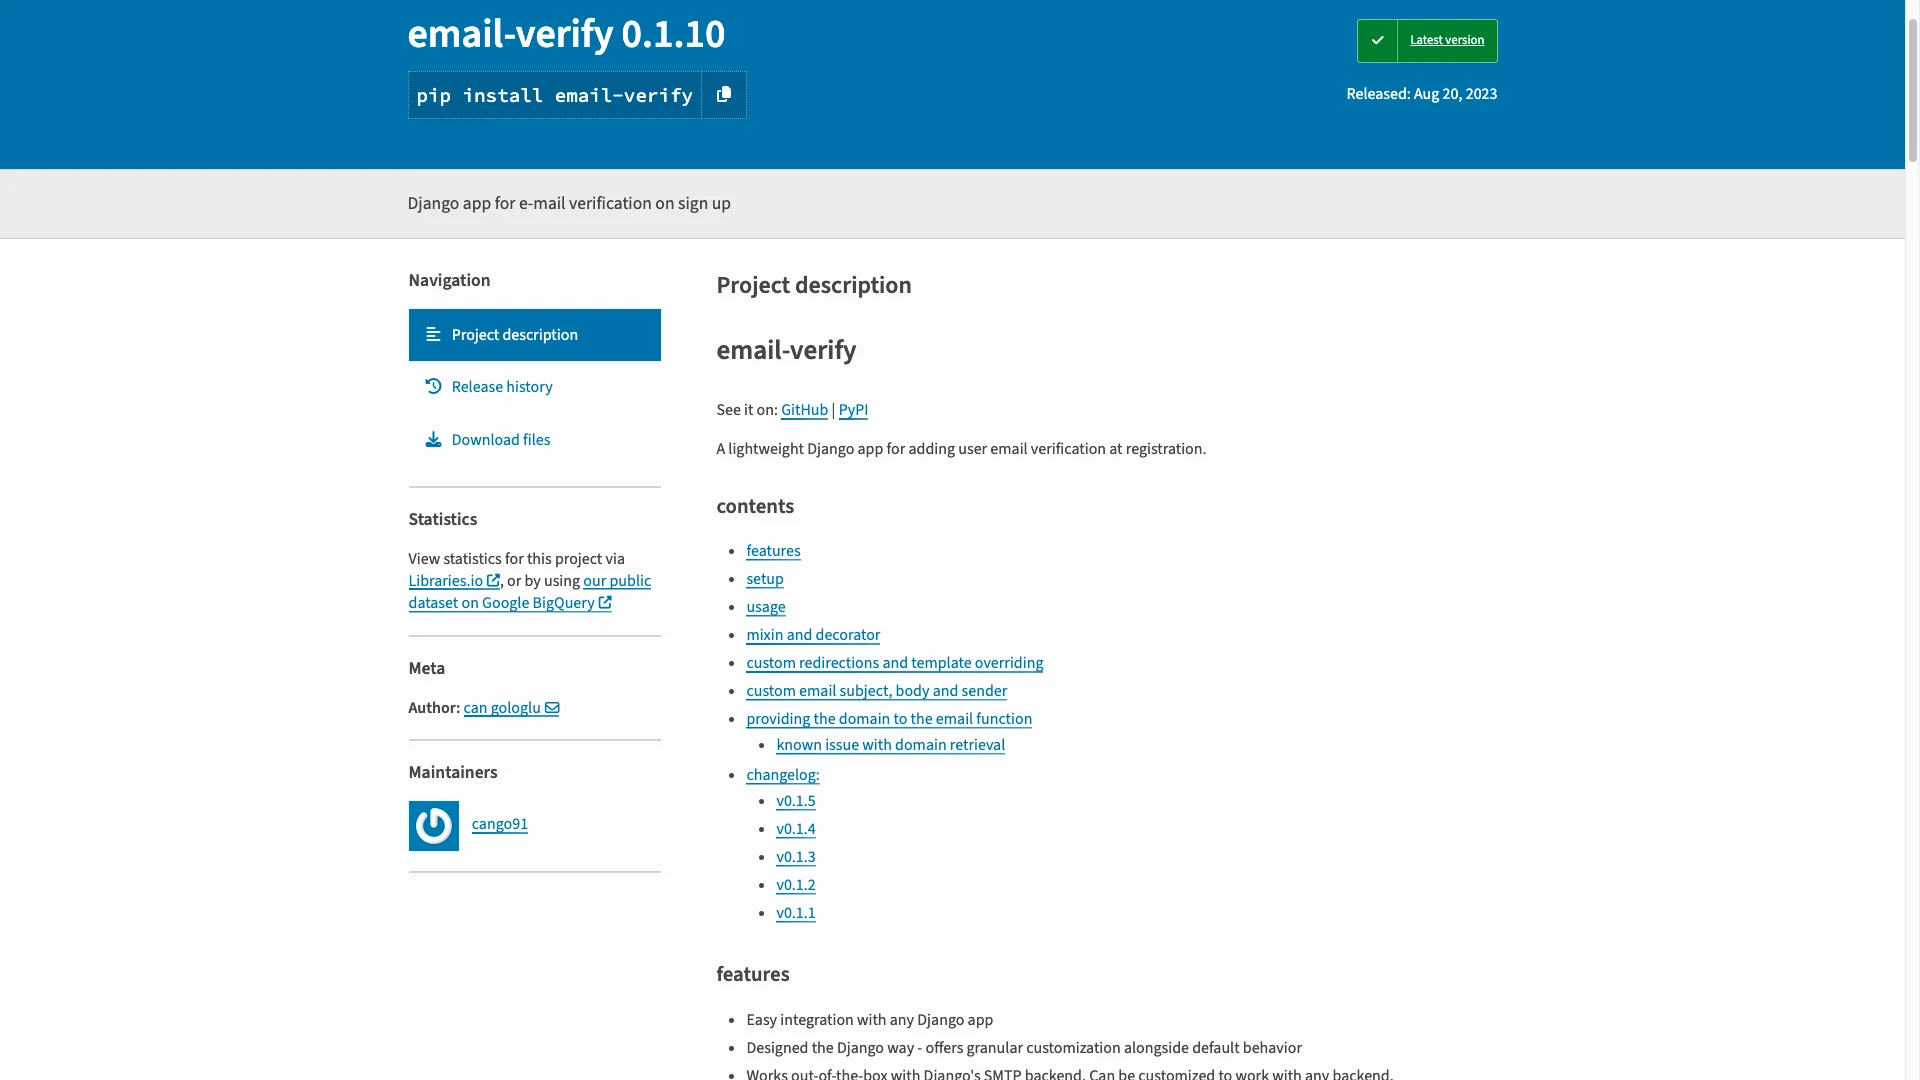 email-verify 0.1.10
pip install email-verify
Latest version
Released: Aug 20, 2023
Django app for e-mail verification on sign up
Navigation
Project description
Release history
Download files
Statistics
View statistics for this project via
Libraries.io, or by using our public
dataset on Google BigQuery
Meta
Author: can gologlu
Maintainers
cango91
Project description
email-verify
See it on: GitHub | PyPI
A lightweight Django app for adding user email verification at registration.
contents
features
setup
usage
mixin and decorator
custom redirections and template overriding
custom email subject, body and sender
providing the domain to the email function
known issue with domain retrieval
changelog:
v0.1.5
v0.1.4
v0.1.3
v0.1.2
v0.1.1
features
Easy integration with any Django app
Designed the Django way - offers granular customization alongside default behavior
Works out-of-the-box with Django's SMTP backend. Can be customized to work with any backend.